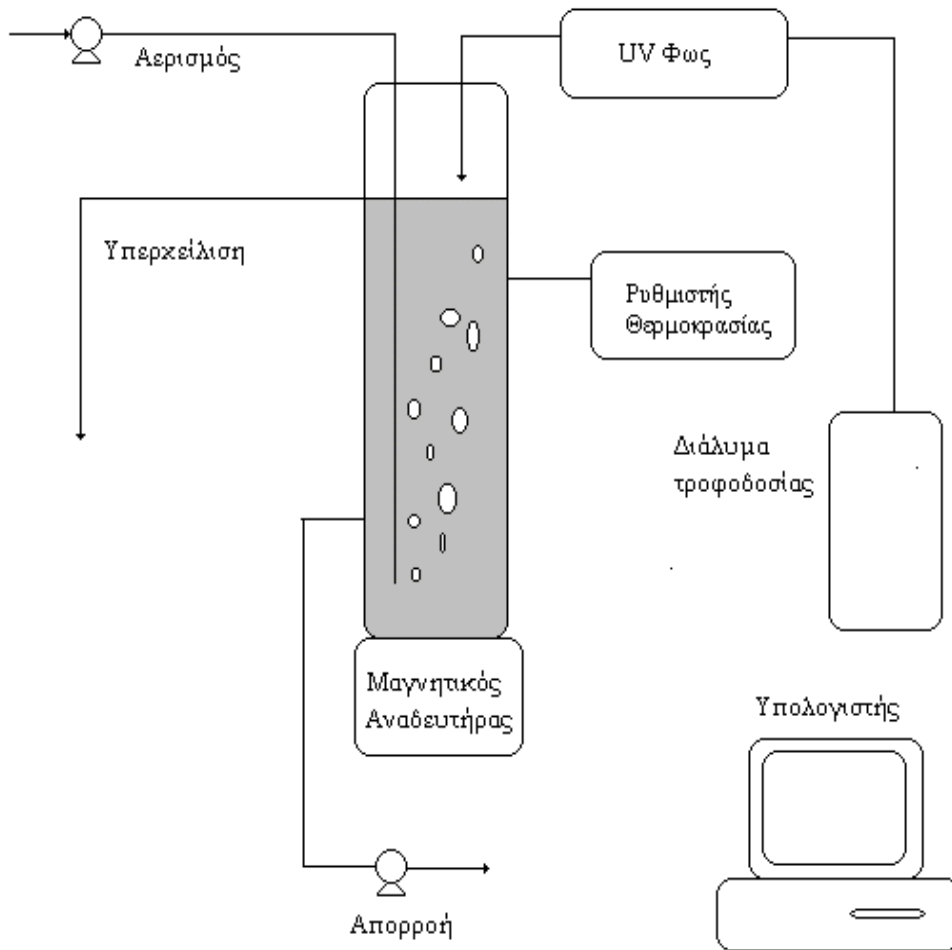 Αερισμός
UV Φως
Υπερχείλιση
Ρυθμιστής
Θερμοκρασίας
Διάλυμα
τροφοδοσίας
Μαγνητικός
Αναδευτήρας
Υπολογιστής
Απορροή